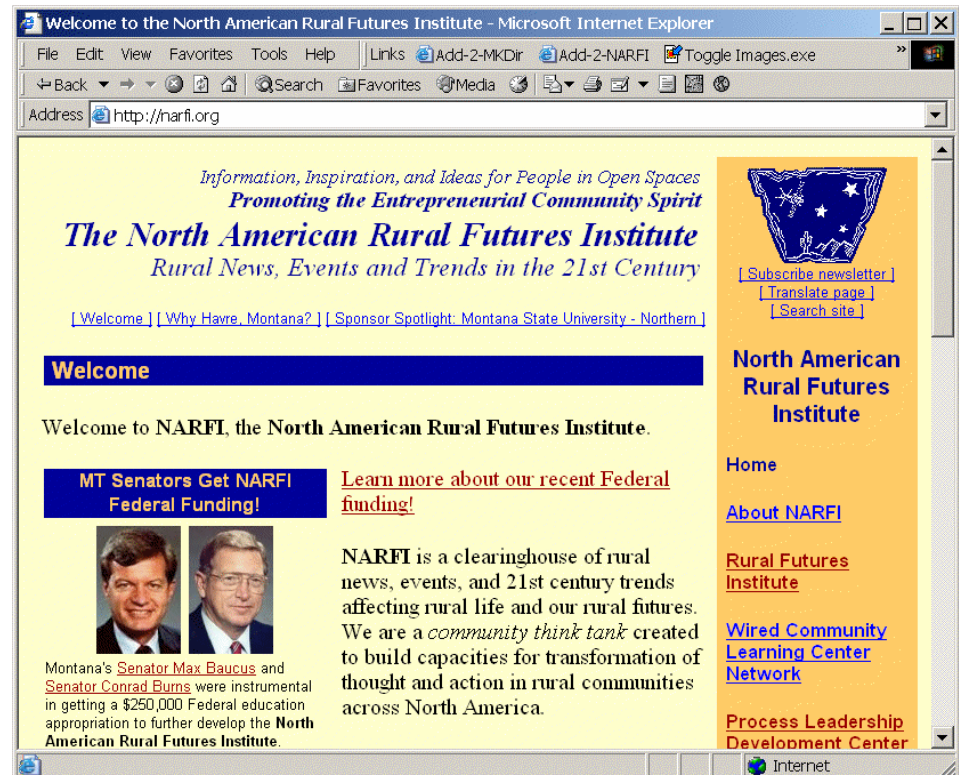 Welcome to the North American Rural Futures Institute - Microsoft Internet Explorer
File Edit View Favorites Tools Help Links Add-2-MKDir Add-2-NARFI Toggle Images.exe »
Back Search Favorites Media
Address http://narfi.org
Information, Inspiration, and Ideas for People in Open Spaces
Promoting the Entrepreneurial Community Spirit
The North American Rural Futures Institute
Rural News, Events and Trends in the 21st Century
[ Welcome ] [ Why Havre, Montana? ] [ Sponsor Spotlight: Montana State University - Northern ]
Welcome
Welcome to NARFI, the North American Rural Futures Institute.
MT Senators Get NARFI
Federal Funding!
Montana's Senator Max Baucus and
Senator Conrad Burns were instrumental
in getting a $250,000 Federal education
appropriation to further develop the North
American Rural Futures Institute.
Learn more about our recent Federal
funding!
NARFI is a clearinghouse of rural
news, events, and 21st century trends
affecting rural life and our rural futures.
We are a community think tank created
to build capacities for transformation of
thought and action in rural communities
across North America.
[ Subscribe newsletter ]
[ Translate page ]
[ Search site ]
North American
Rural Futures
Institute
Home
About NARFI
Rural Futures
Institute
Wired Community
Learning Center
Network
Process Leadership
Development Center
Internet